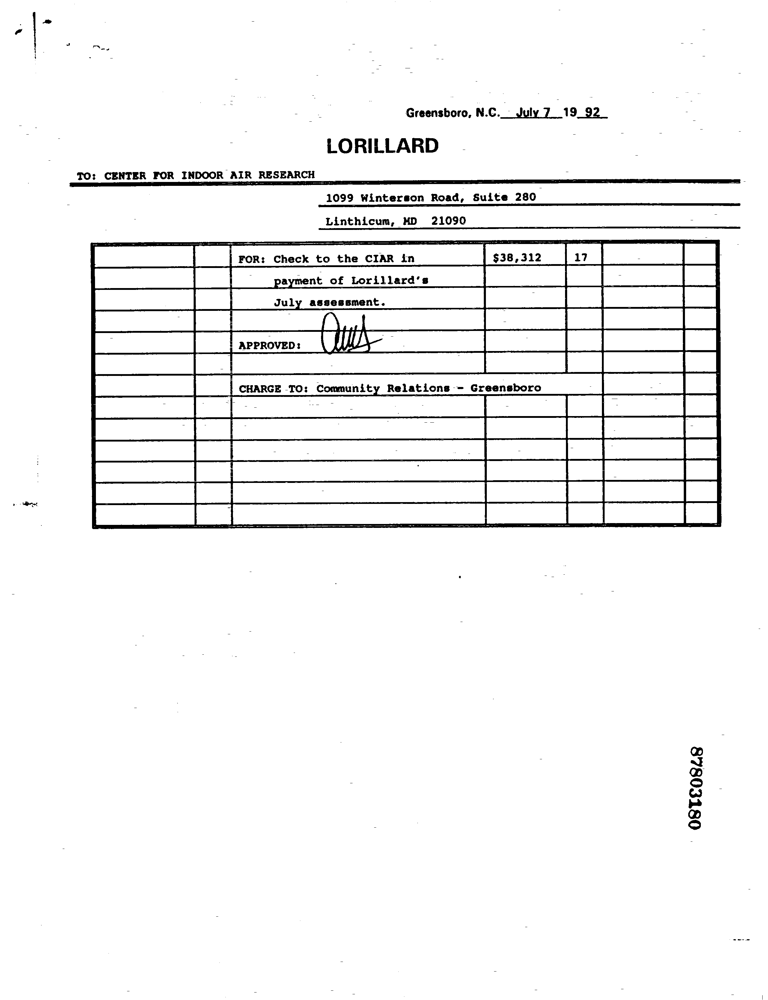 Greensboro, N.C. July 7 19 92
LORILLARD
TO: CENTER FOR INDOOR AIR RESEARCH
1099 Winterson Road, Suite 280
Linthicum, MD 21090
FOR: Check to the CIAR in $38,312 17
payment of Lorillard's
July assessment.
APPROVED:
CHARGE TO: Community Relations - Greensboro
87803180